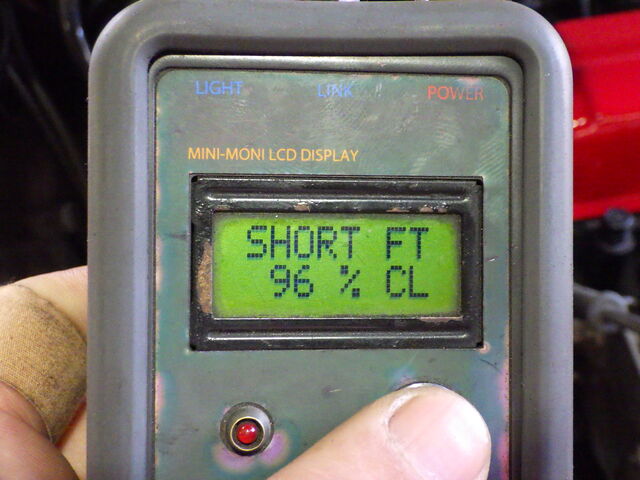 LIGHT LINK POWER
MINI-MONI LCD DISPLAY
SHORT FT
96 % CL